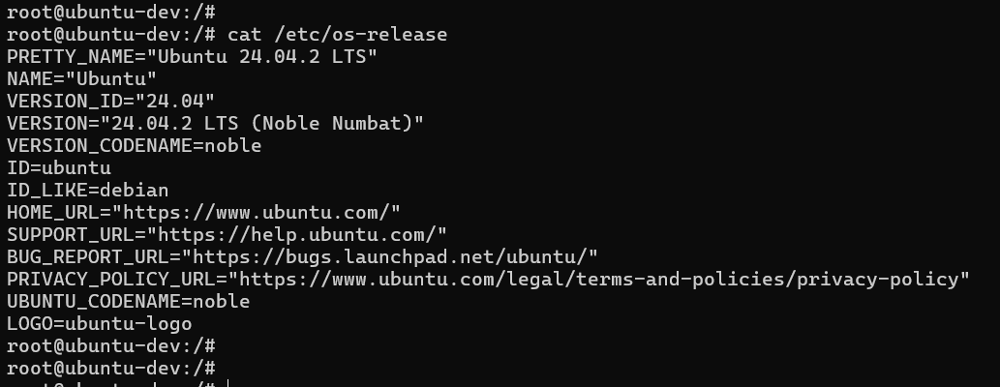 root@ubuntu-dev:/#
root@ubuntu-dev:/# cat /etc/os-release
PRETTY_NAME="Ubuntu 24.04.2 LTS"
NAME="Ubuntu"
VERSION_ID="24.04"
VERSION="24.04.2 LTS (Noble Numbat)"
VERSION_CODENAME=noble
ID=ubuntu
ID_LIKE=debian
HOME_URL="https://www.ubuntu.com/"
SUPPORT_URL="https://help.ubuntu.com/"
BUG_REPORT_URL="https://bugs.launchpad.net/ubuntu/"
PRIVACY_POLICY_URL="https://www.ubuntu.com/legal/terms-and-policies/privacy-policy"
UBUNTU_CODENAME=noble
LOGO=ubuntu-logo
root@ubuntu-dev:/#
root@ubuntu-dev:/#
root@ubuntu-dev:/#